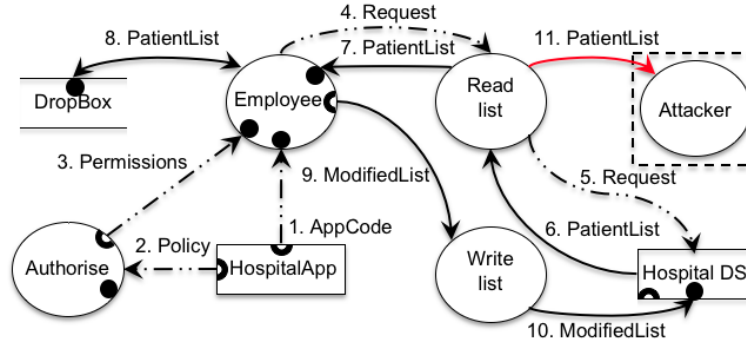 4. Request
8. PatientList
7. PatientList
11. PatientList
DropBox
Employee
Read
list
Attacker
3. Permissions
9. ModifiedList
5. Request
1. AppCode
6. PatientList
2. Policy
Authorise
HospitalApp
Write
list
Hospital DS
10. ModifiedList